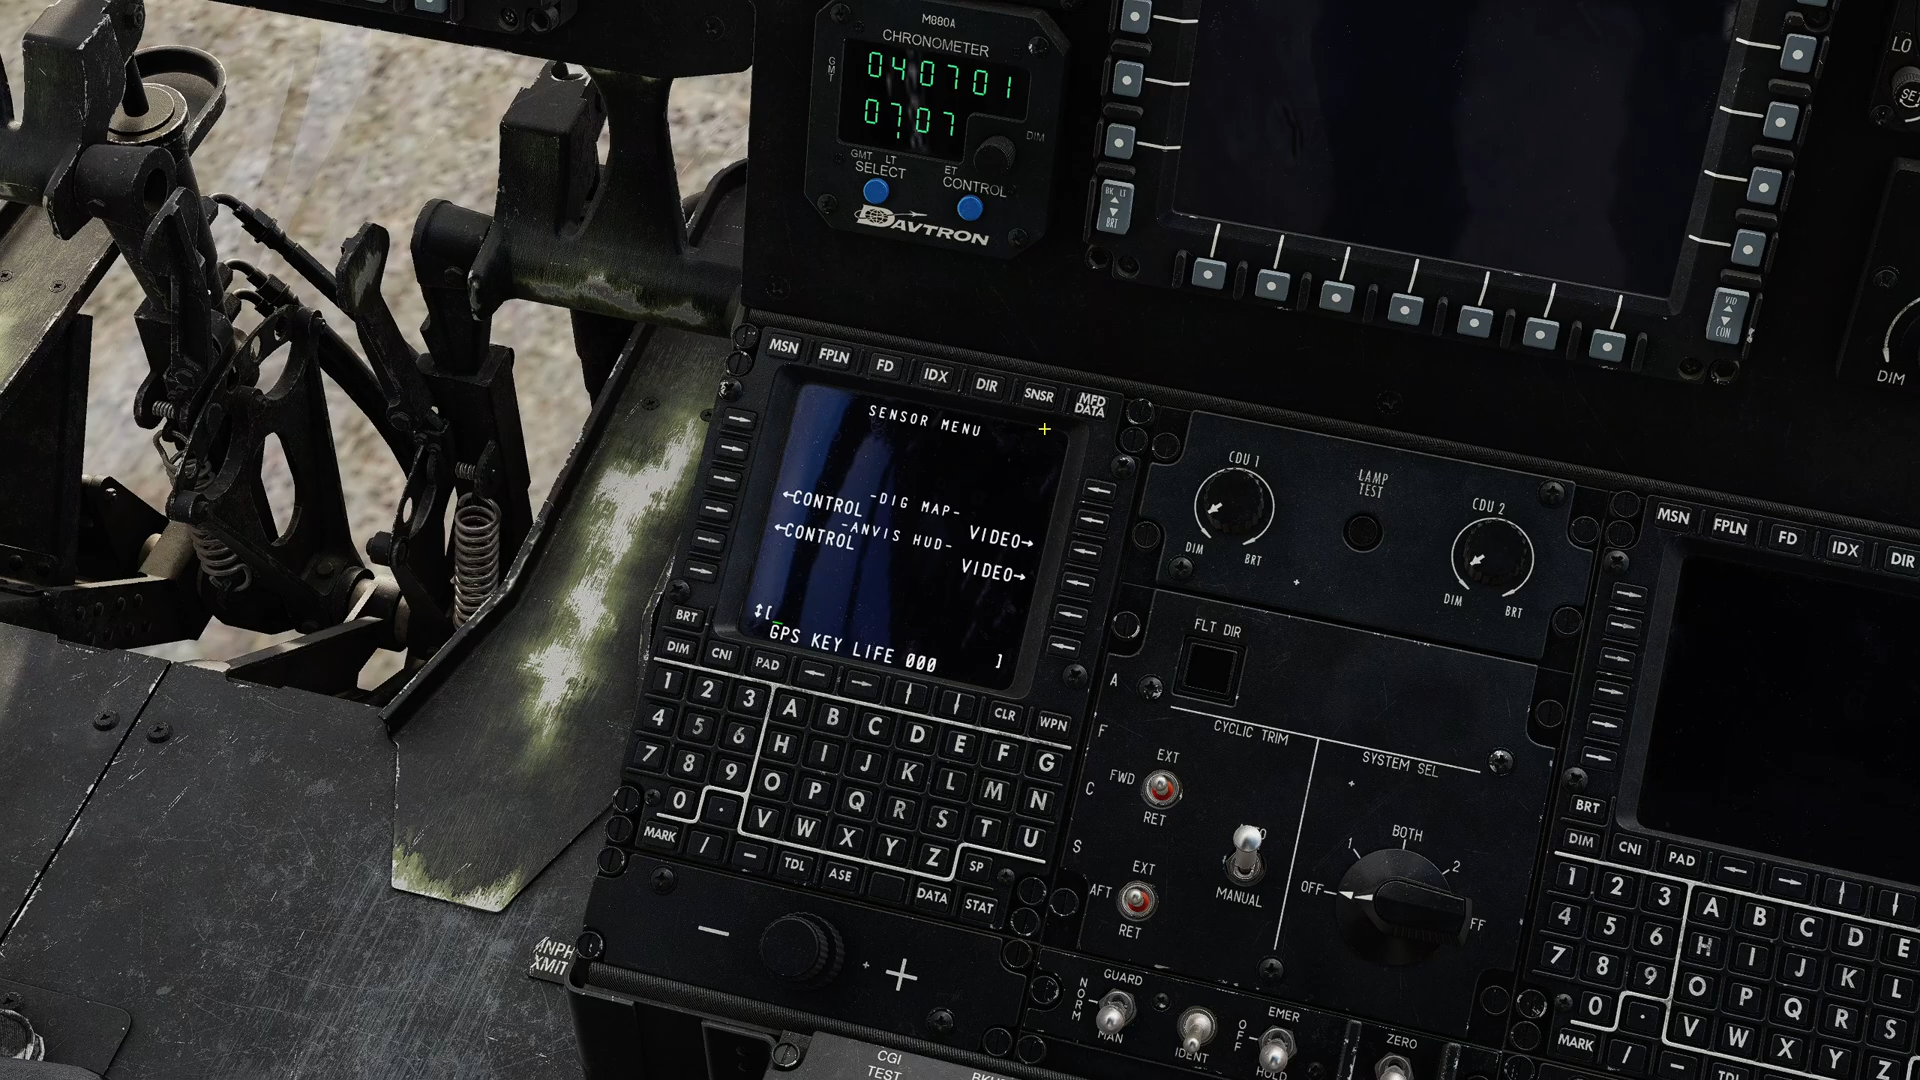 M880A
CHRONOMETER
GMT
040701
07:07
DIM
GMT LT
SELECT
ET
CONTROL
DAVTRON
BK LT
BRT
VID
CON
LO
SET
DIM
MSN FPLN FD IDX DIR SNSR MFD DATA
SENSOR MENU
-DIG MAP-
←CONTROL VIDEO→
-ANVIS HUD-
←CONTROL VIDEO→
↕[ ]
GPS KEY LIFE 000
BRT
DIM CNI PAD ← → ↑ ↓ CLR WPN
1 2 3 A B C D E F G
4 5 6 H I J K L M N
7 8 9 O P Q R S T U
0 . V W X Y Z SP
MARK / - TDL ASE DATA STAT
- +
CDU 1
DIM BRT
LAMP
TEST
CDU 2
DIM BRT
FLT DIR
A
F
C
S
CYCLIC TRIM
EXT
FWD
RET
EXT
AFT
RET
MANUAL
SYSTEM SEL
BOTH
1 2
OFF FF
GUARD
NORM
MAN
IDENT
EMER
OFF
HOLD
ZERO
CGI
TEST
XMIT
MSN FPLN FD IDX DIR
BRT
DIM CNI PAD ← → ↑ ↓
1 2 3 A B C D E
4 5 6 H I J K L
7 8 9 O P Q R S
0 . V W X Y Z
MARK / -